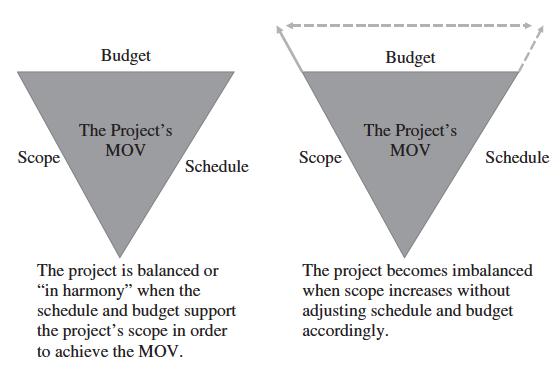 Budget
The Project's
MOV
Scope
Schedule
The project is balanced or
“in harmony” when the
schedule and budget support
the project's scope in order
to achieve the MOV.
Budget
The Project's
MOV
Scope
Schedule
The project becomes imbalanced
when scope increases without
adjusting schedule and budget
accordingly.